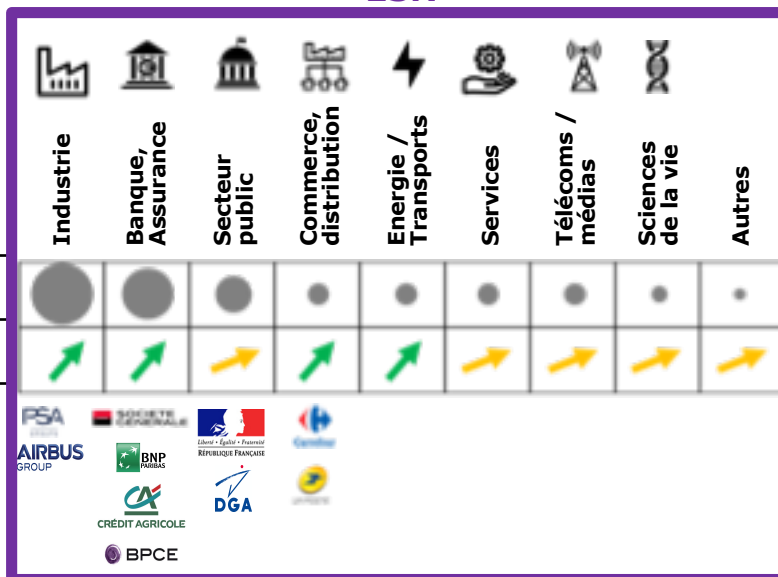 Industrie
Banque,
Assurance
Secteur
public
Commerce,
distribution
Energie /
Transports
Services
Télécoms /
médias
Sciences
de la vie
Autres
PSA
AIRBUS
GROUP
SOCIETE
GENERALE
BNP
PARIBAS
CRÉDIT AGRICOLE
BPCE
Liberté • Égalité • Fraternité
RÉPUBLIQUE FRANÇAISE
DGA
Carrefour